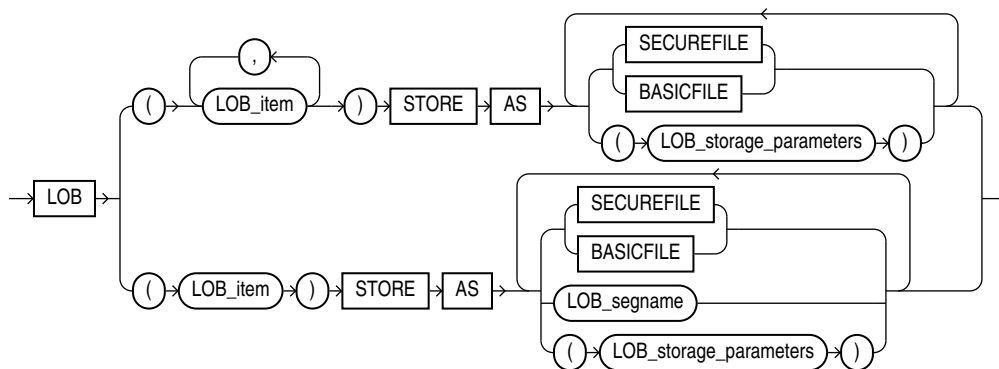 SECUREFILE
,
BASICFILE
( LOB_item ) STORE AS
( LOB_storage_parameters )
LOB
SECUREFILE
BASICFILE
( LOB_item ) STORE AS
LOB_segname
( LOB_storage_parameters )